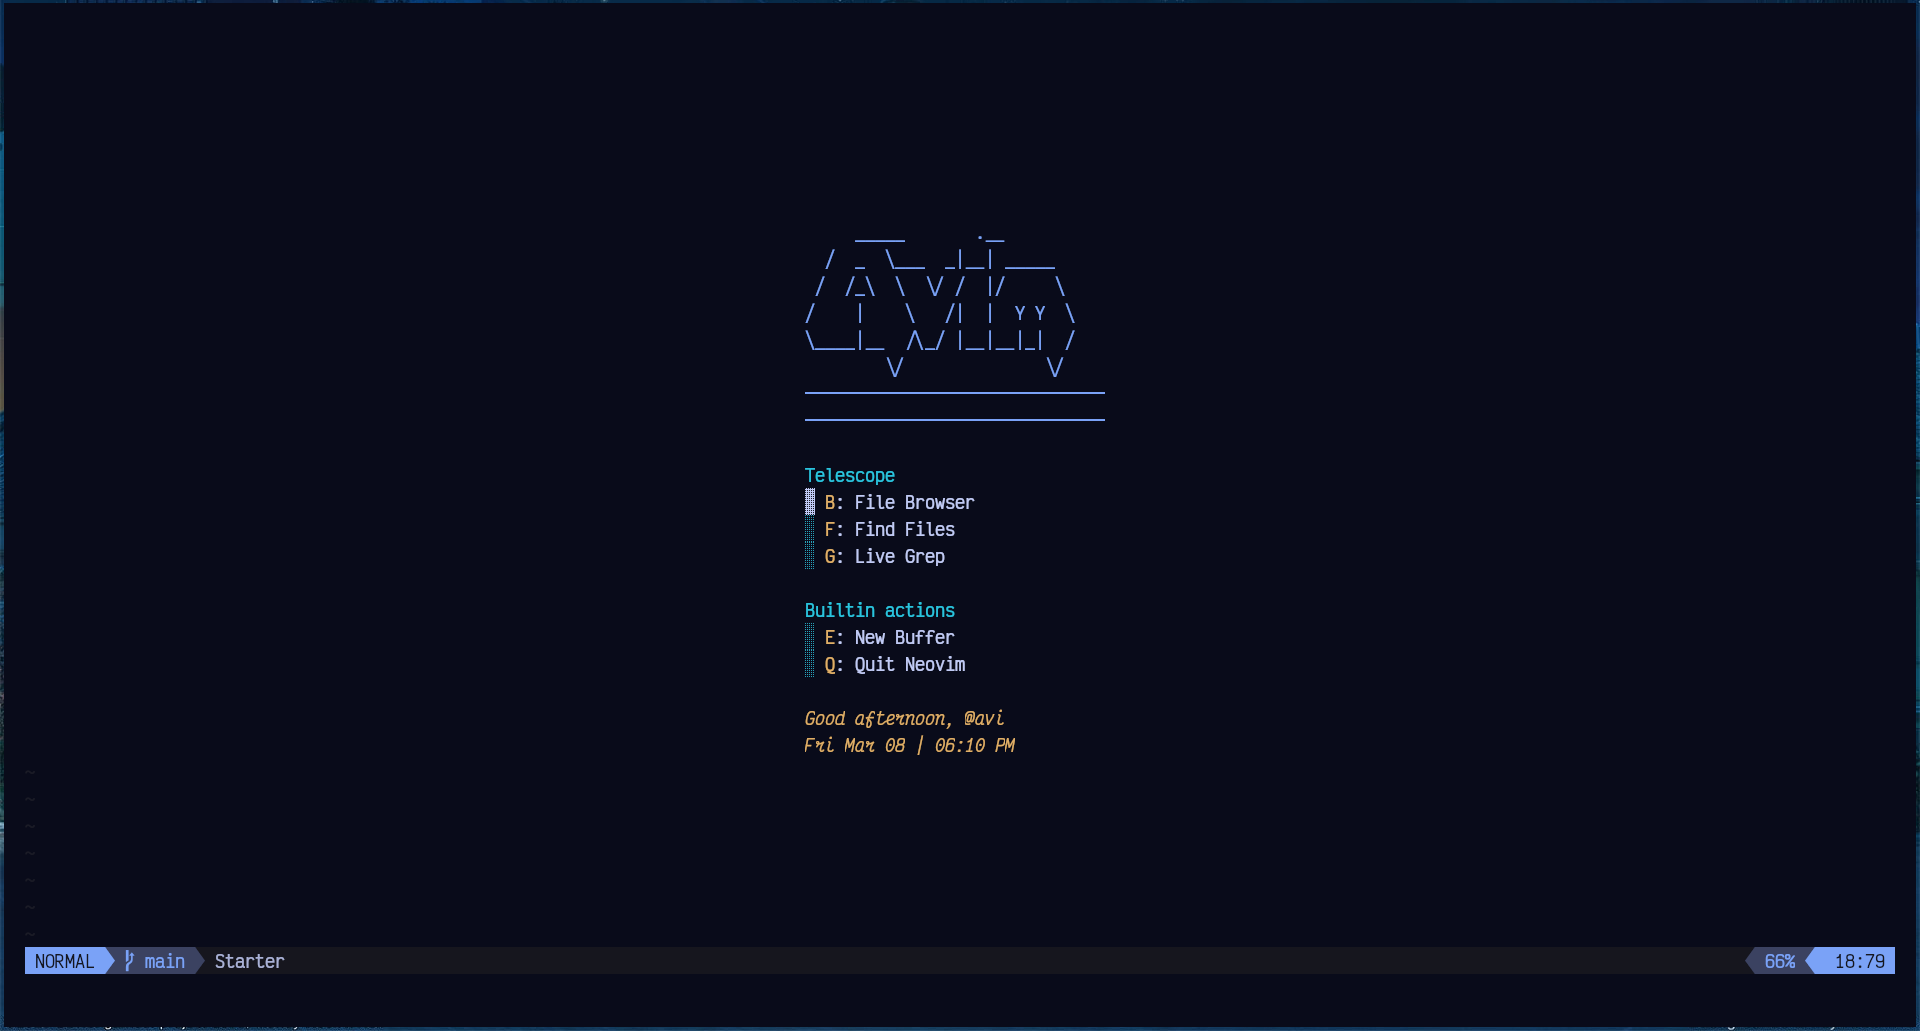 Avim
Telescope
B: File Browser
F: Find Files
G: Live Grep
Builtin actions
E: New Buffer
Q: Quit Neovim
Good afternoon, @avi
Fri Mar 08 | 06:10 PM
~
~
~
~
~
~
~
NORMAL main Starter 66% 18:79